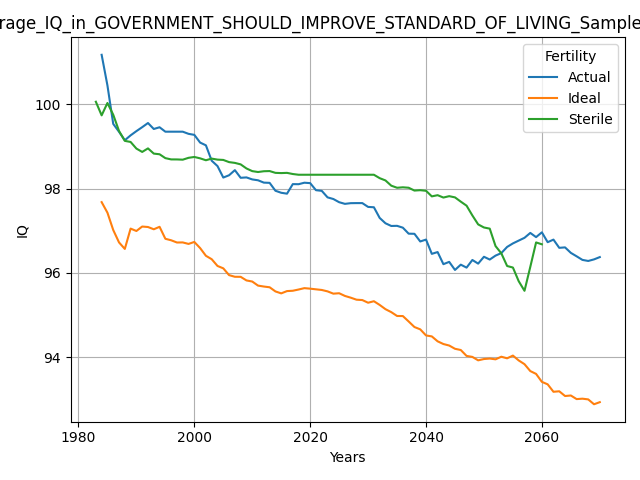 rage_IQ_in_GOVERNMENT_SHOULD_IMPROVE_STANDARD_OF_LIVING_Sample
Fertility
Actual
Ideal
Sterile
IQ
100
98
96
94
1980
2000
2020
2040
2060
Years